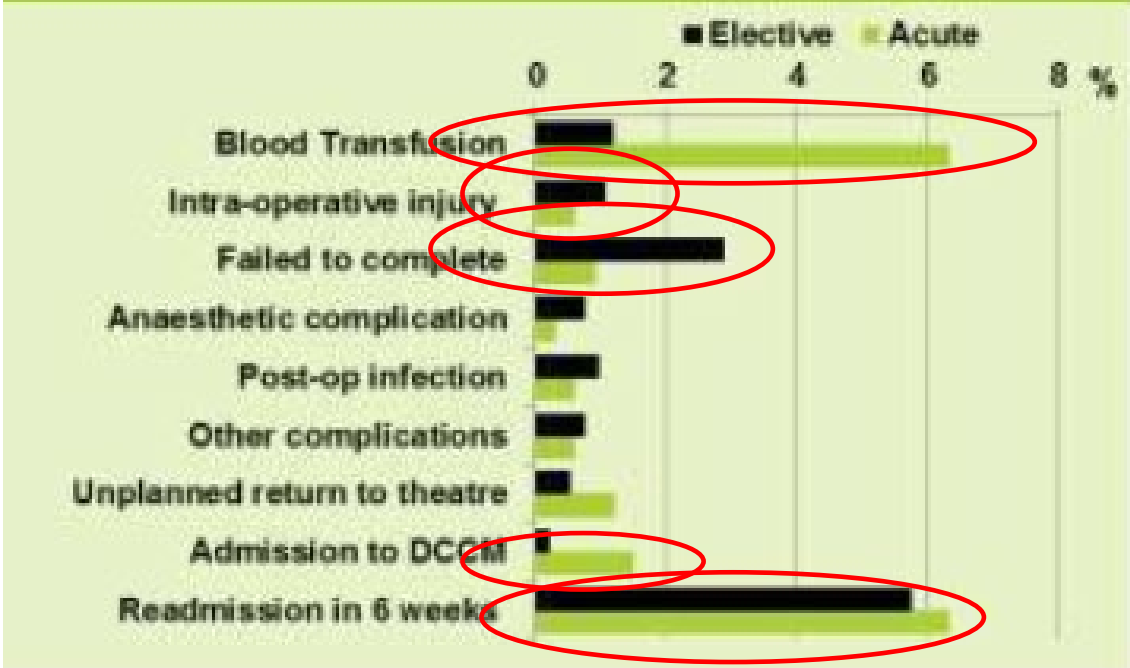 Elective Acute
0 2 4 6 8 %
Blood Transfusion
Intra-operative injury
Failed to complete
Anaesthetic complication
Post-op infection
Other complications
Unplanned return to theatre
Admission to DCCM
Readmission in 6 weeks